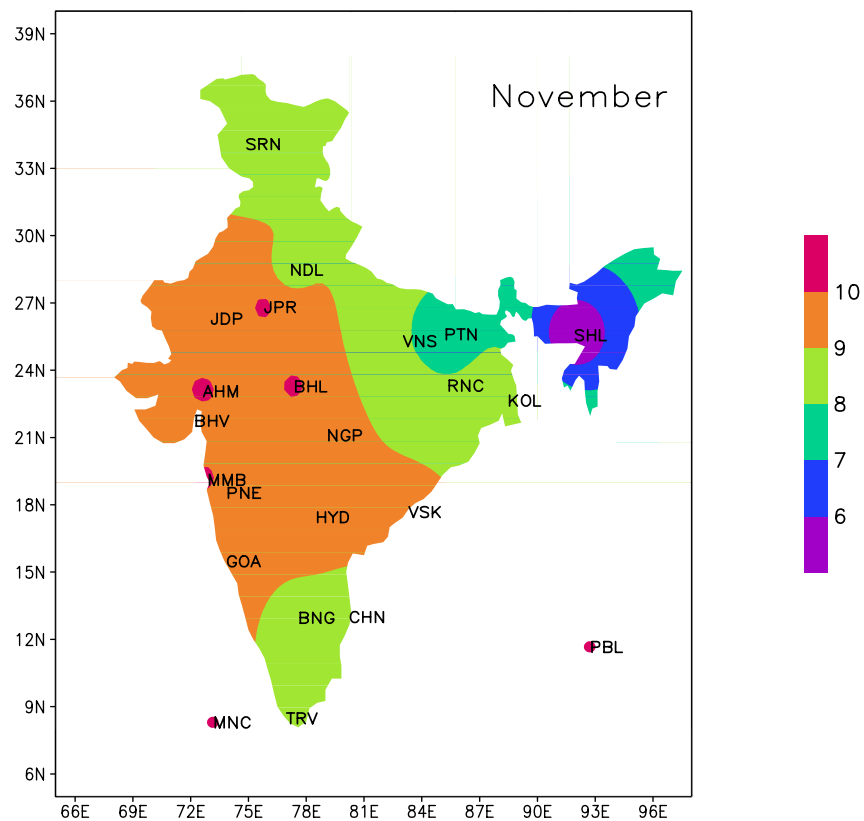 39N
36N
November
SRN
33N
30N
NDL
27N
JPR
JDP
PTN
SHL
VNS
24N
AHM
BHL
RNC
KOL
BHV
21N
NGP
MMB
PNE
18N
HYD
VSK
GOA
15N
BNG
CHN
12N
PBL
9N
MNC
TRV
6N
66E 69E 72E 75E 78E 81E 84E 87E 90E 93E 96E
10
9
8
7
6